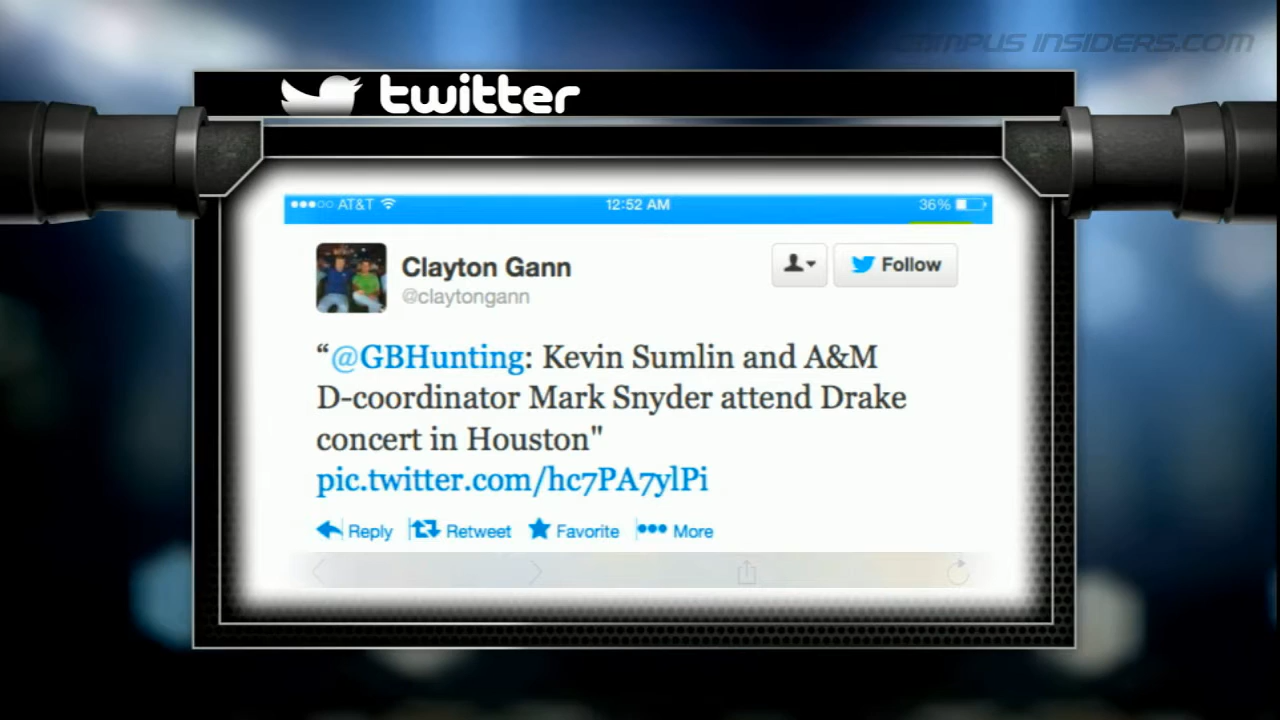 CAMPUS INSIDERS.COM
twitter
AT&T 12:52 AM 36%
Clayton Gann
Follow
@claytongann
“@GBHunting: Kevin Sumlin and A&M
D-coordinator Mark Snyder attend Drake
concert in Houston"
pic.twitter.com/hc7PA7ylPi
Reply Retweet Favorite More